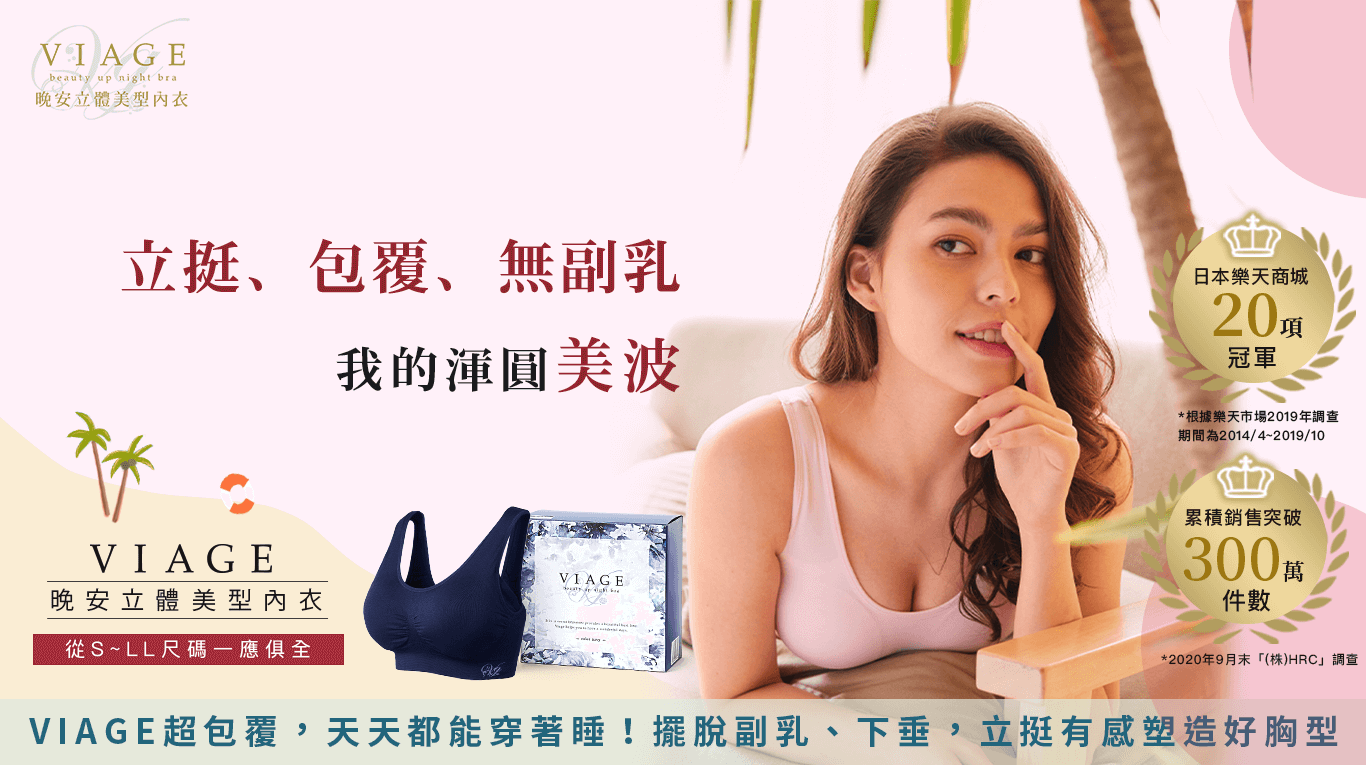 VIAGE
beauty up night bra
晚安立體美型內衣
立挺、包覆、無副乳
我的渾圓美波
日本樂天商城
20項
冠軍
*根據樂天市場2019年調查
期間為2014/4~2019/10
累積銷售突破
300萬
件數
*2020年9月末「(株)HRC」調查
VIAGE
晚安立體美型內衣
從S~LL尺碼一應俱全
VIAGE
beauty up night bra
VIAGE超包覆，天天都能穿著睡！擺脫副乳、下垂，立挺有感塑造好胸型